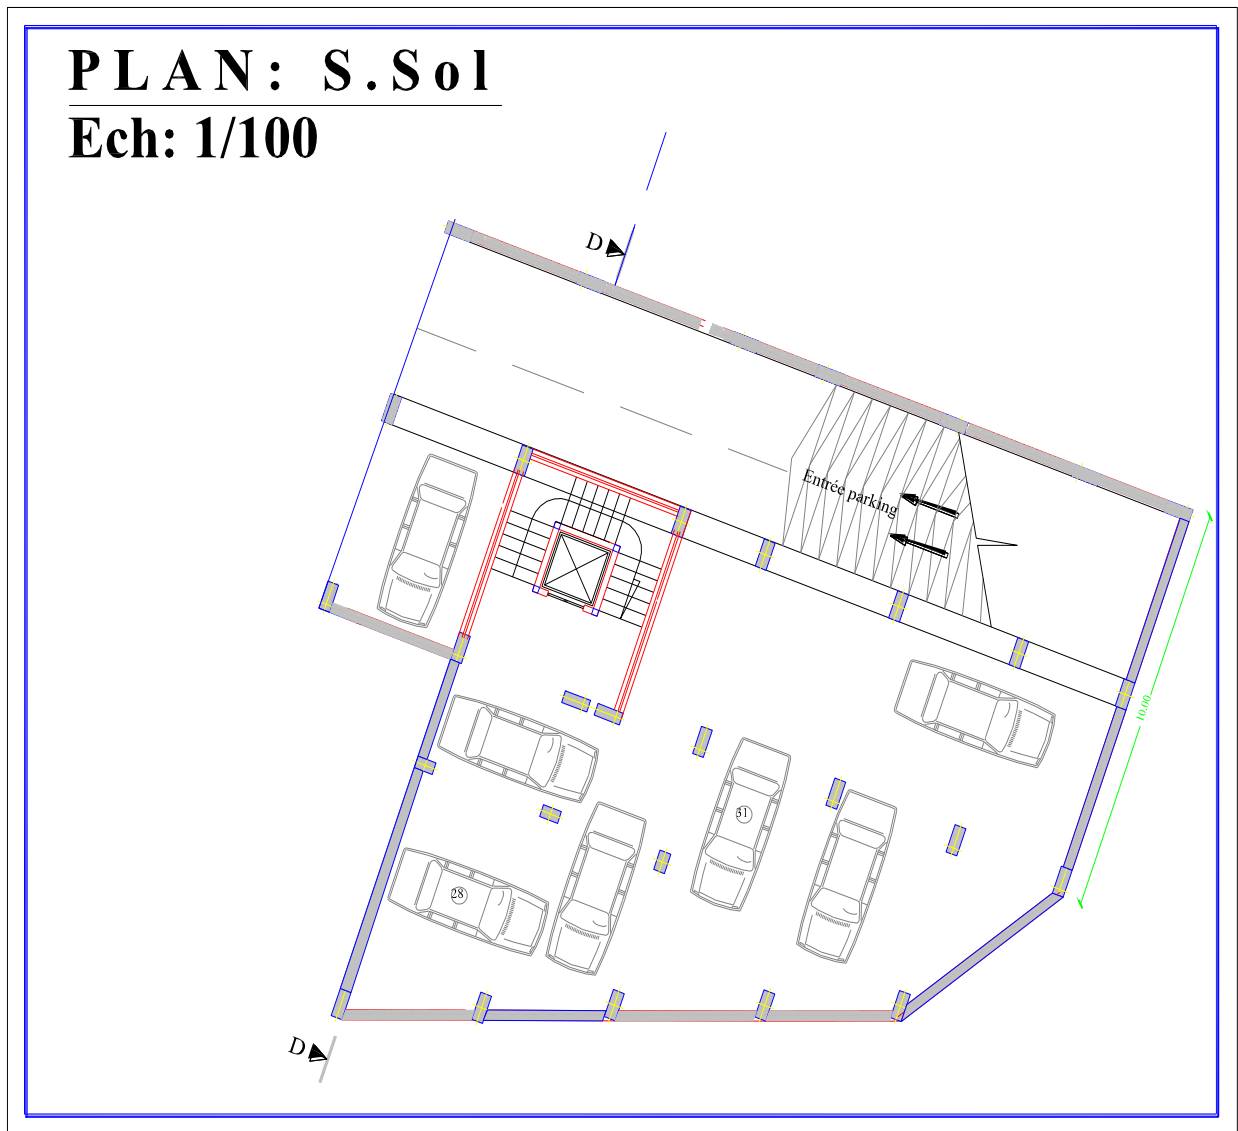 PLAN: S.Sol
Ech: 1/100
D
Entrée parking
10.00
31
28
D